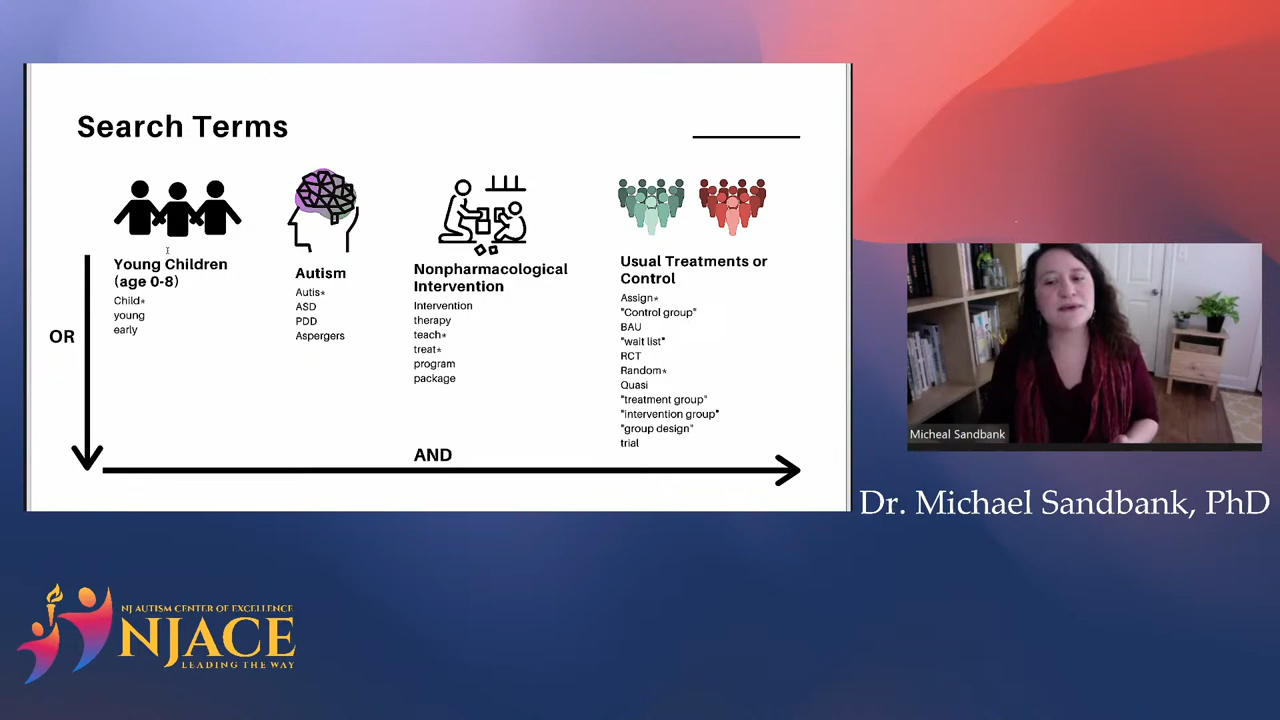 Search Terms
Young Children
(age 0-8)
Child*
young
early
Autism
Autis*
ASD
PDD
Aspergers
Nonpharmacological
Intervention
Intervention
therapy
teach*
treat*
program
package
Usual Treatments or
Control
Assign*
"Control group"
BAU
"wait list"
RCT
Random*
Quasi
"treatment group"
"intervention group"
"group design"
trial
OR
AND
Micheal Sandbank
Dr. Michael Sandbank, PhD
NJ AUTISM CENTER OF EXCELLENCE
NJACE
LEADING THE WAY